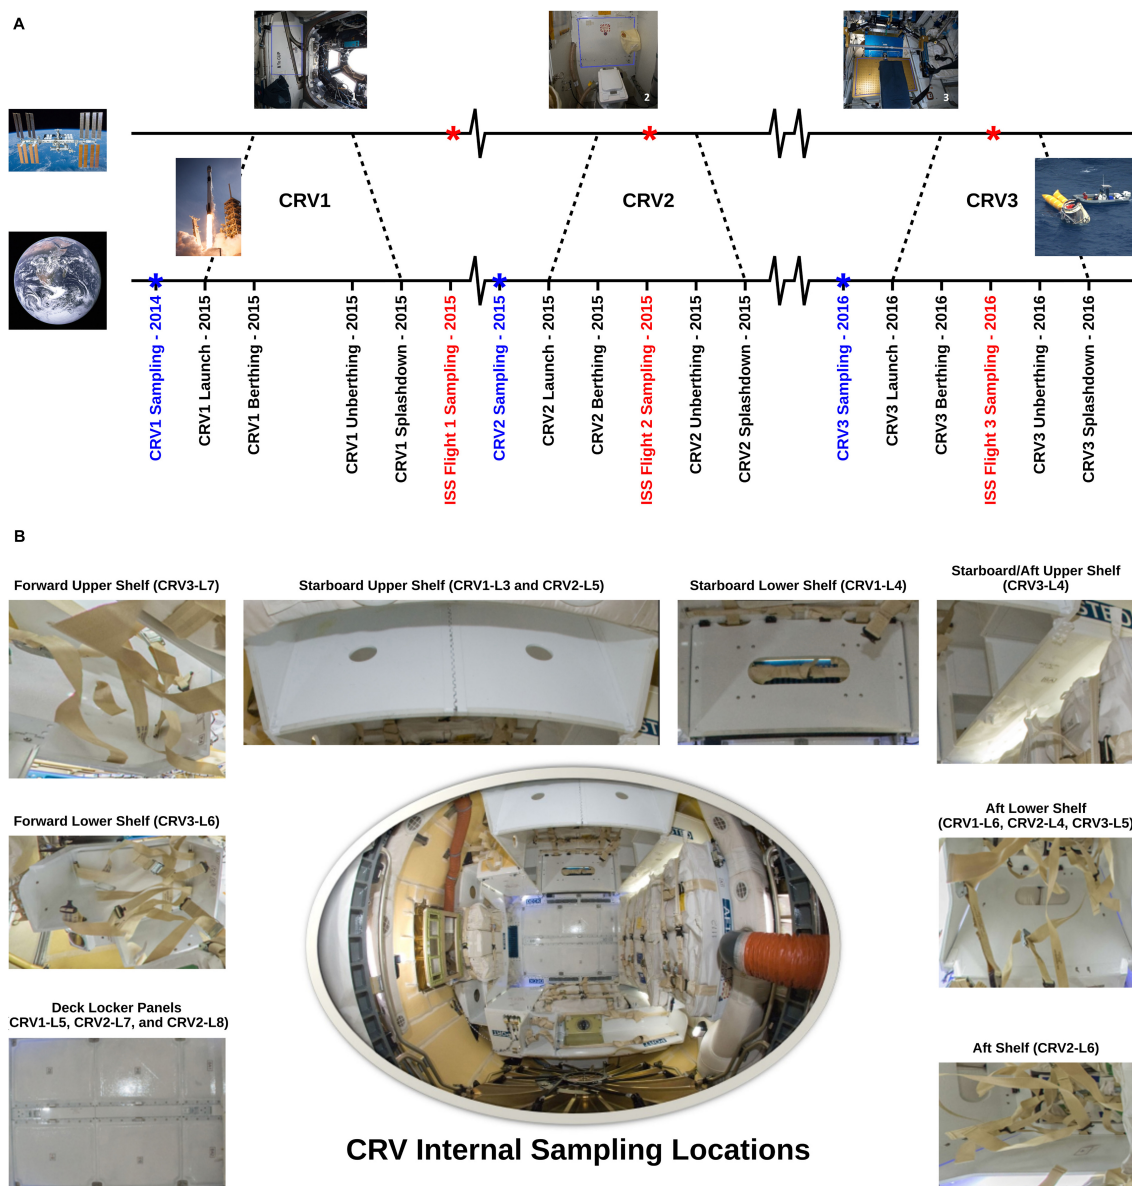 A
2
3
CRV1
CRV2
CRV3
CRV1 Sampling - 2014
CRV1 Launch - 2015
CRV1 Berthing - 2015
CRV1 Unberthing - 2015
CRV1 Splashdown - 2015
ISS Flight 1 Sampling - 2015
CRV2 Sampling - 2015
CRV2 Launch - 2015
CRV2 Berthing - 2015
ISS Flight 2 Sampling - 2015
CRV2 Unberthing - 2015
CRV2 Splashdown - 2015
CRV3 Sampling - 2016
CRV3 Launch - 2016
CRV3 Berthing - 2016
ISS Flight 3 Sampling - 2016
CRV3 Unberthing - 2016
CRV3 Splashdown - 2016
B
Forward Upper Shelf (CRV3-L7)
Starboard Upper Shelf (CRV1-L3 and CRV2-L5)
Starboard Lower Shelf (CRV1-L4)
Starboard/Aft Upper Shelf
(CRV3-L4)
Forward Lower Shelf (CRV3-L6)
Aft Lower Shelf
(CRV1-L6, CRV2-L4, CRV3-L5)
Deck Locker Panels
CRV1-L5, CRV2-L7, and CRV2-L8)
Aft Shelf (CRV2-L6)
CRV Internal Sampling Locations